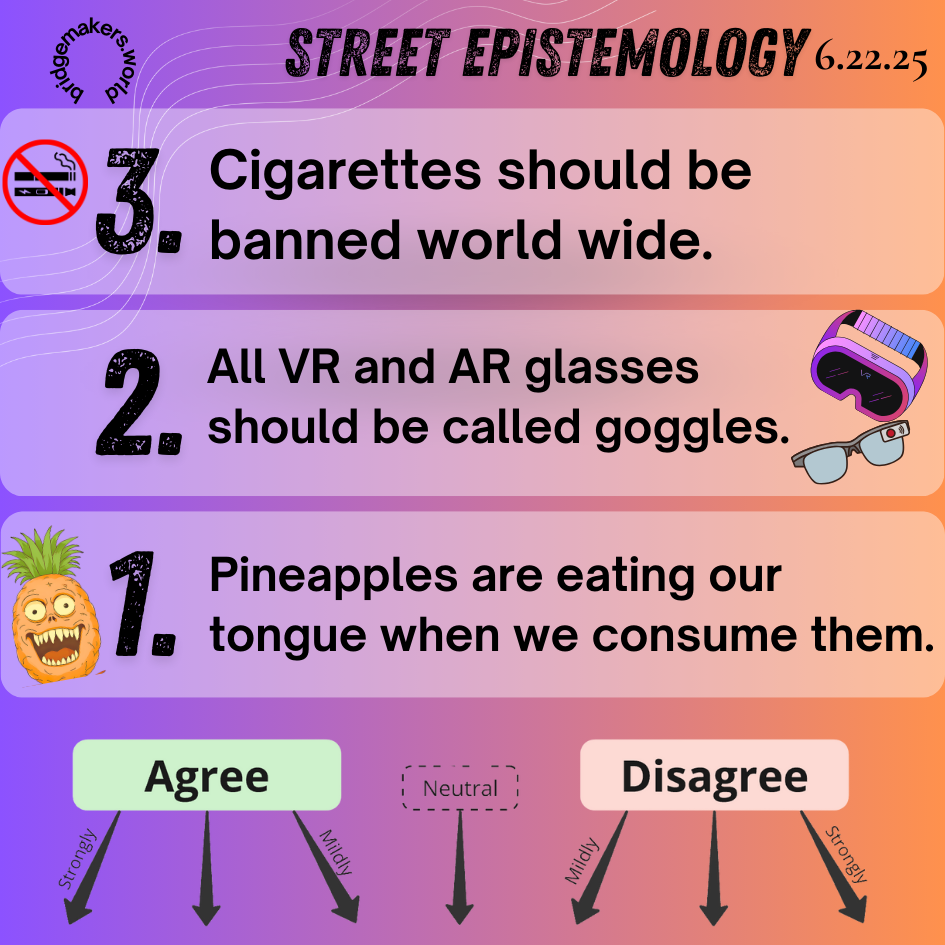 bridgemakers.world
STREET EPISTEMOLOGY 6.22.25
3. Cigarettes should be
banned world wide.
2. All VR and AR glasses
should be called goggles.
VR
1. Pineapples are eating our
tongue when we consume them.
Agree
Neutral
Disagree
Strongly
Mildly
Mildly
Strongly